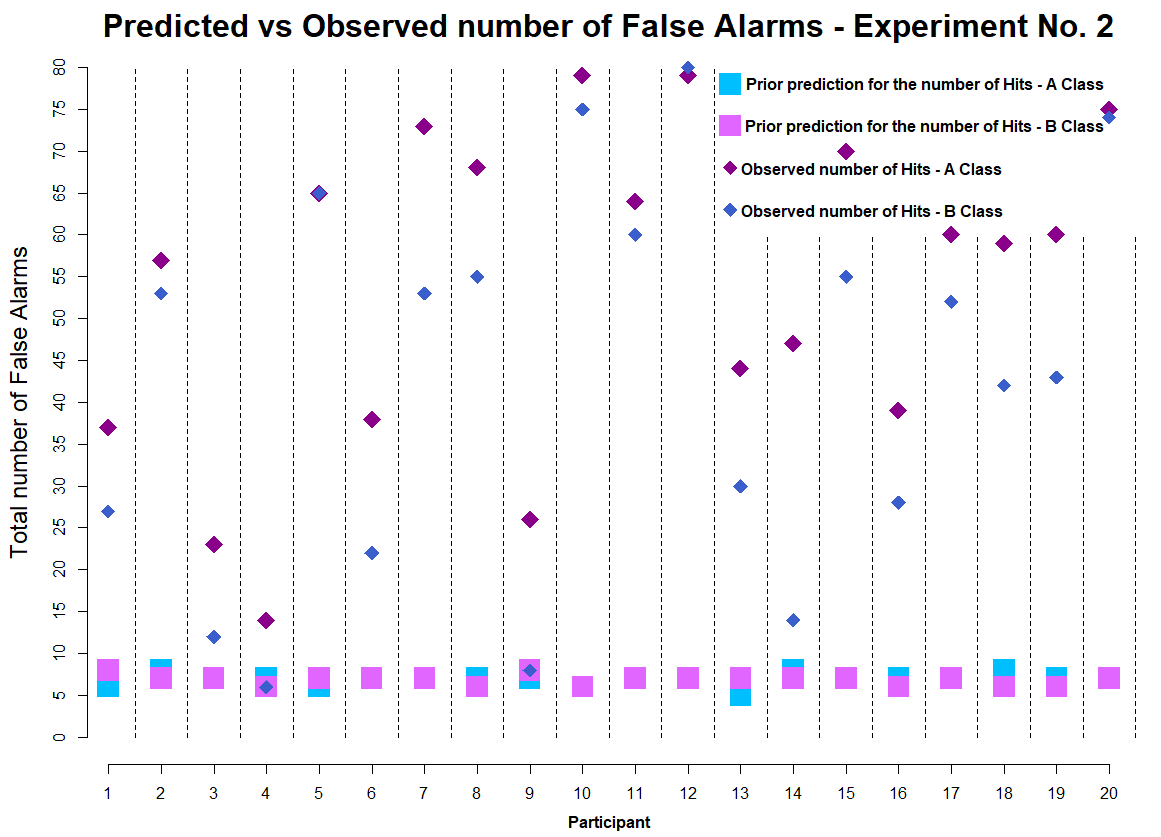 Predicted vs Observed number of False Alarms - Experiment No. 2
Total number of False Alarms
80
75
70
65
60
55
50
45
40
35
30
25
20
15
10
5
0
Prior prediction for the number of Hits - A Class
Prior prediction for the number of Hits - B Class
Observed number of Hits - A Class
Observed number of Hits - B Class
1 2 3 4 5 6 7 8 9 10 11 12 13 14 15 16 17 18 19 20
Participant